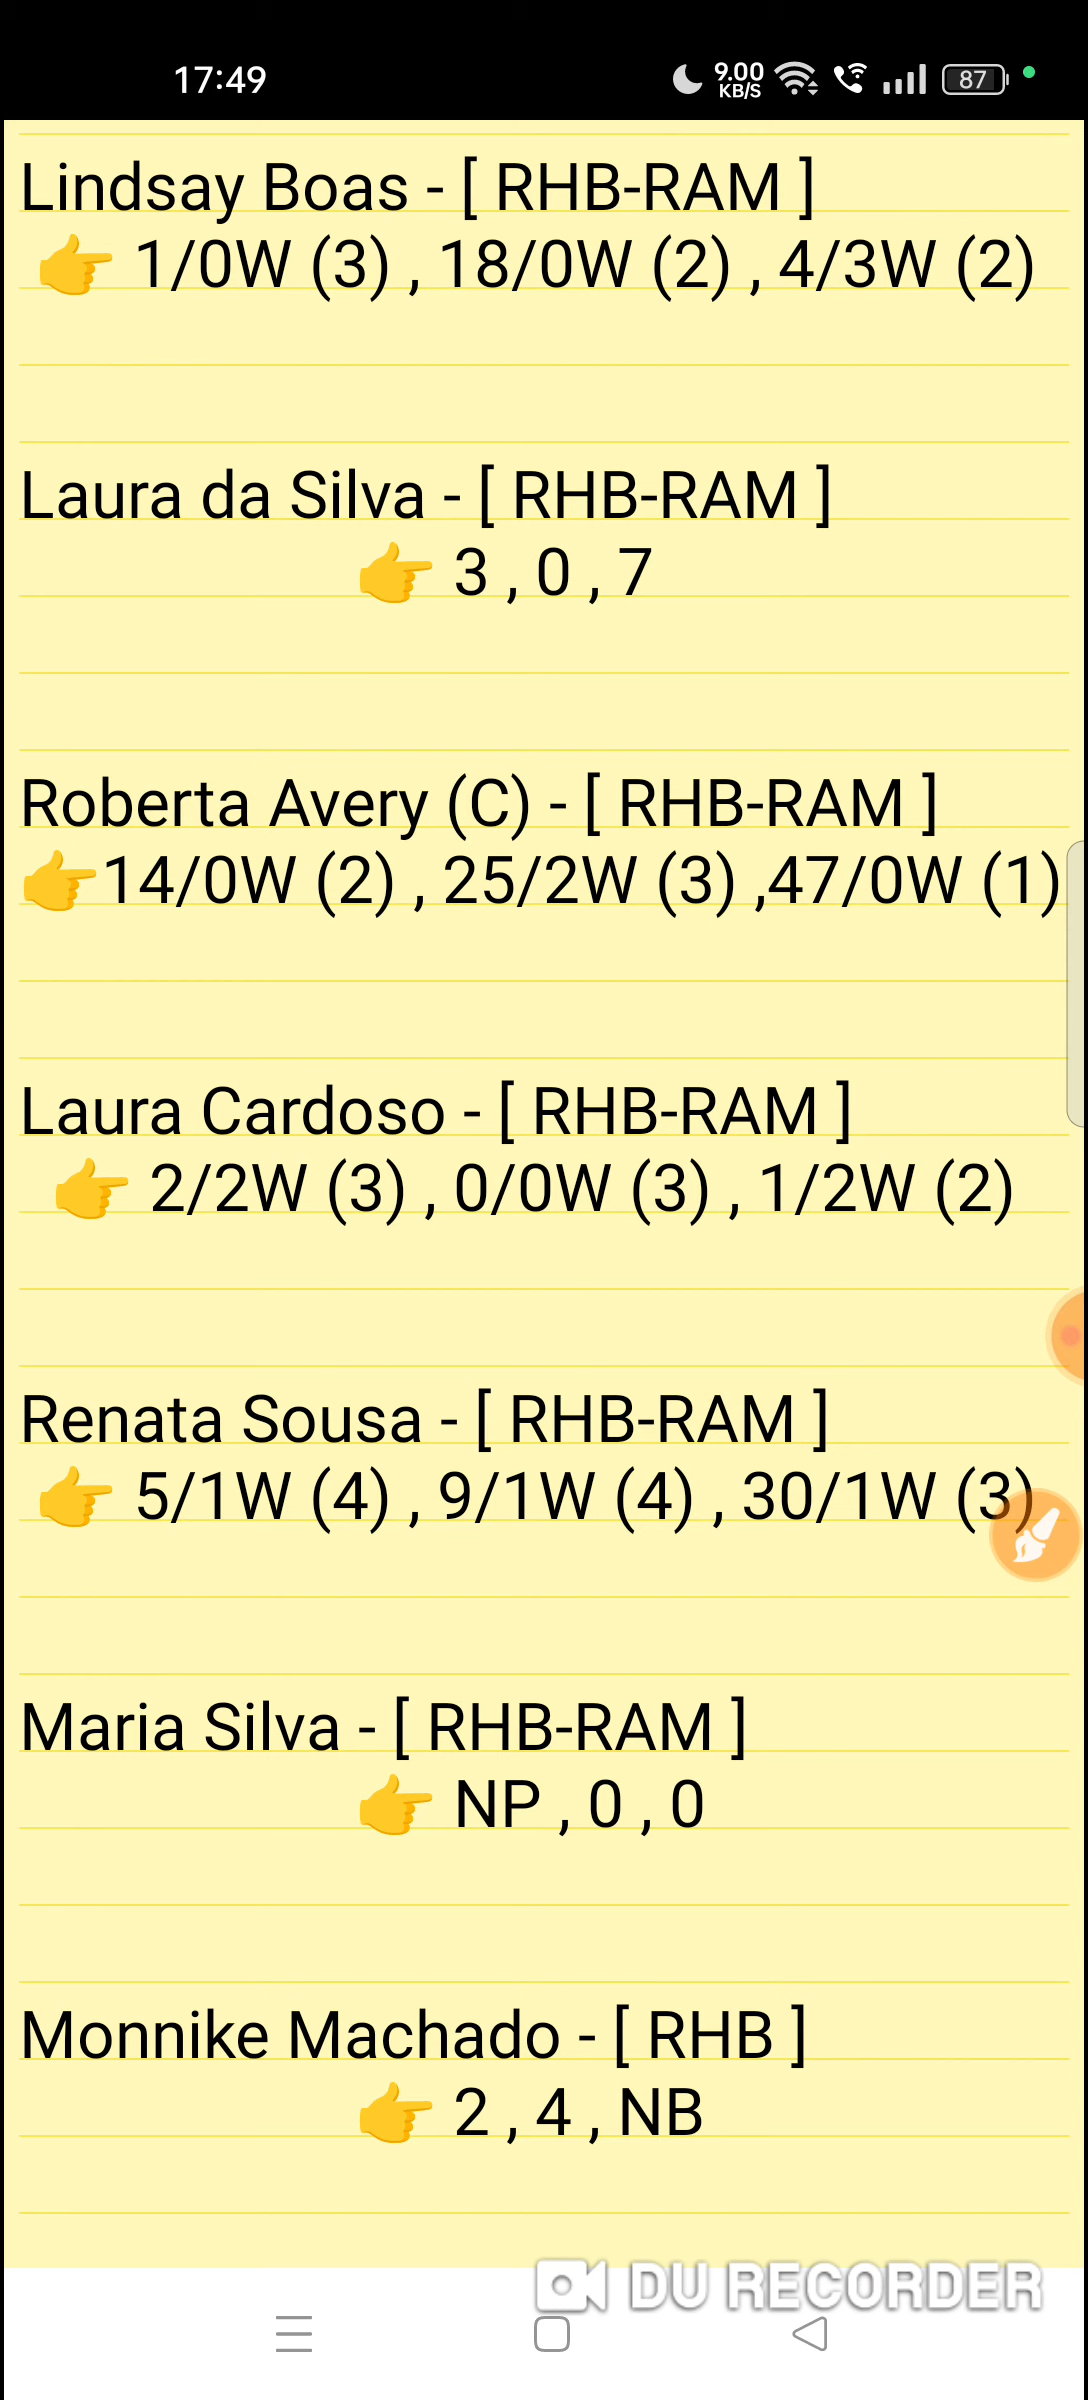 17:49 9.00 KB/S 87
Lindsay Boas - [ RHB-RAM ]
👉 1/0W (3) , 18/0W (2) , 4/3W (2)
Laura da Silva - [ RHB-RAM ]
👉 3 , 0 , 7
Roberta Avery (C) - [ RHB-RAM ]
👉14/0W (2) , 25/2W (3) ,47/0W (1)
Laura Cardoso - [ RHB-RAM ]
👉 2/2W (3) , 0/0W (3) , 1/2W (2)
Renata Sousa - [ RHB-RAM ]
👉 5/1W (4) , 9/1W (4) , 30/1W (3)
Maria Silva - [ RHB-RAM ]
👉 NP , 0 , 0
Monnike Machado - [ RHB ]
👉 2 , 4 , NB
DU RECORDER